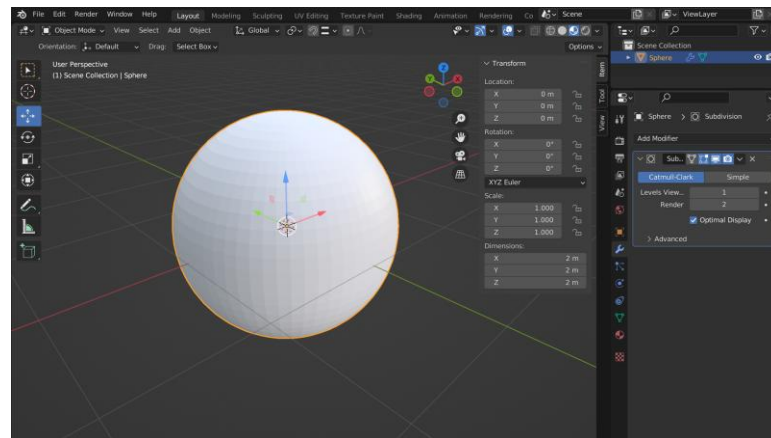 File Edit Render Window Help Layout Modeling Sculpting UV Editing Texture Paint Shading Animation Rendering Co Scene ViewLayer
Object Mode View Select Add Object Global
Orientation: Default Drag: Select Box Options
User Perspective
(1) Scene Collection | Sphere
Transform
Location:
X 0 m
Y 0 m
Z 0 m
Rotation:
X 0°
Y 0°
Z 0°
XYZ Euler
Scale:
X 1.000
Y 1.000
Z 1.000
Dimensions:
X 2 m
Y 2 m
Z 2 m
Item
Tool
View
Scene Collection
Sphere
Sphere > Subdivision
Add Modifier
Sub..
Catmull-Clark Simple
Levels View... 1
Render 2
Optimal Display
> Advanced